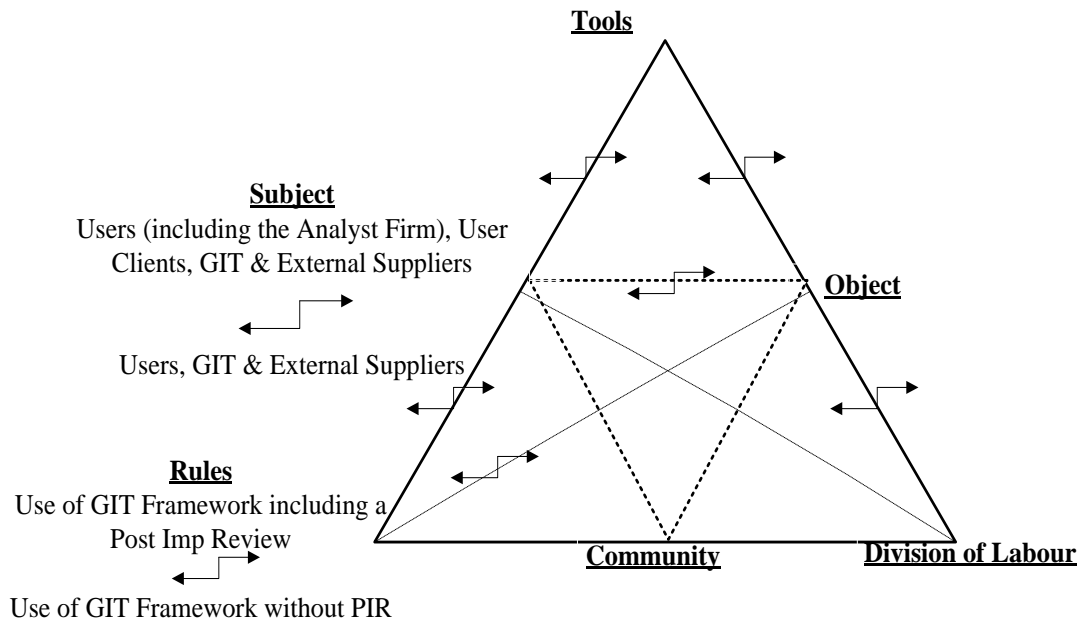 Tools
Subject
Users (including the Analyst Firm), User
Clients, GIT & External Suppliers
Object
Users, GIT & External Suppliers
Rules
Use of GIT Framework including a
Post Imp Review
Community
Division of Labour
Use of GIT Framework without PIR